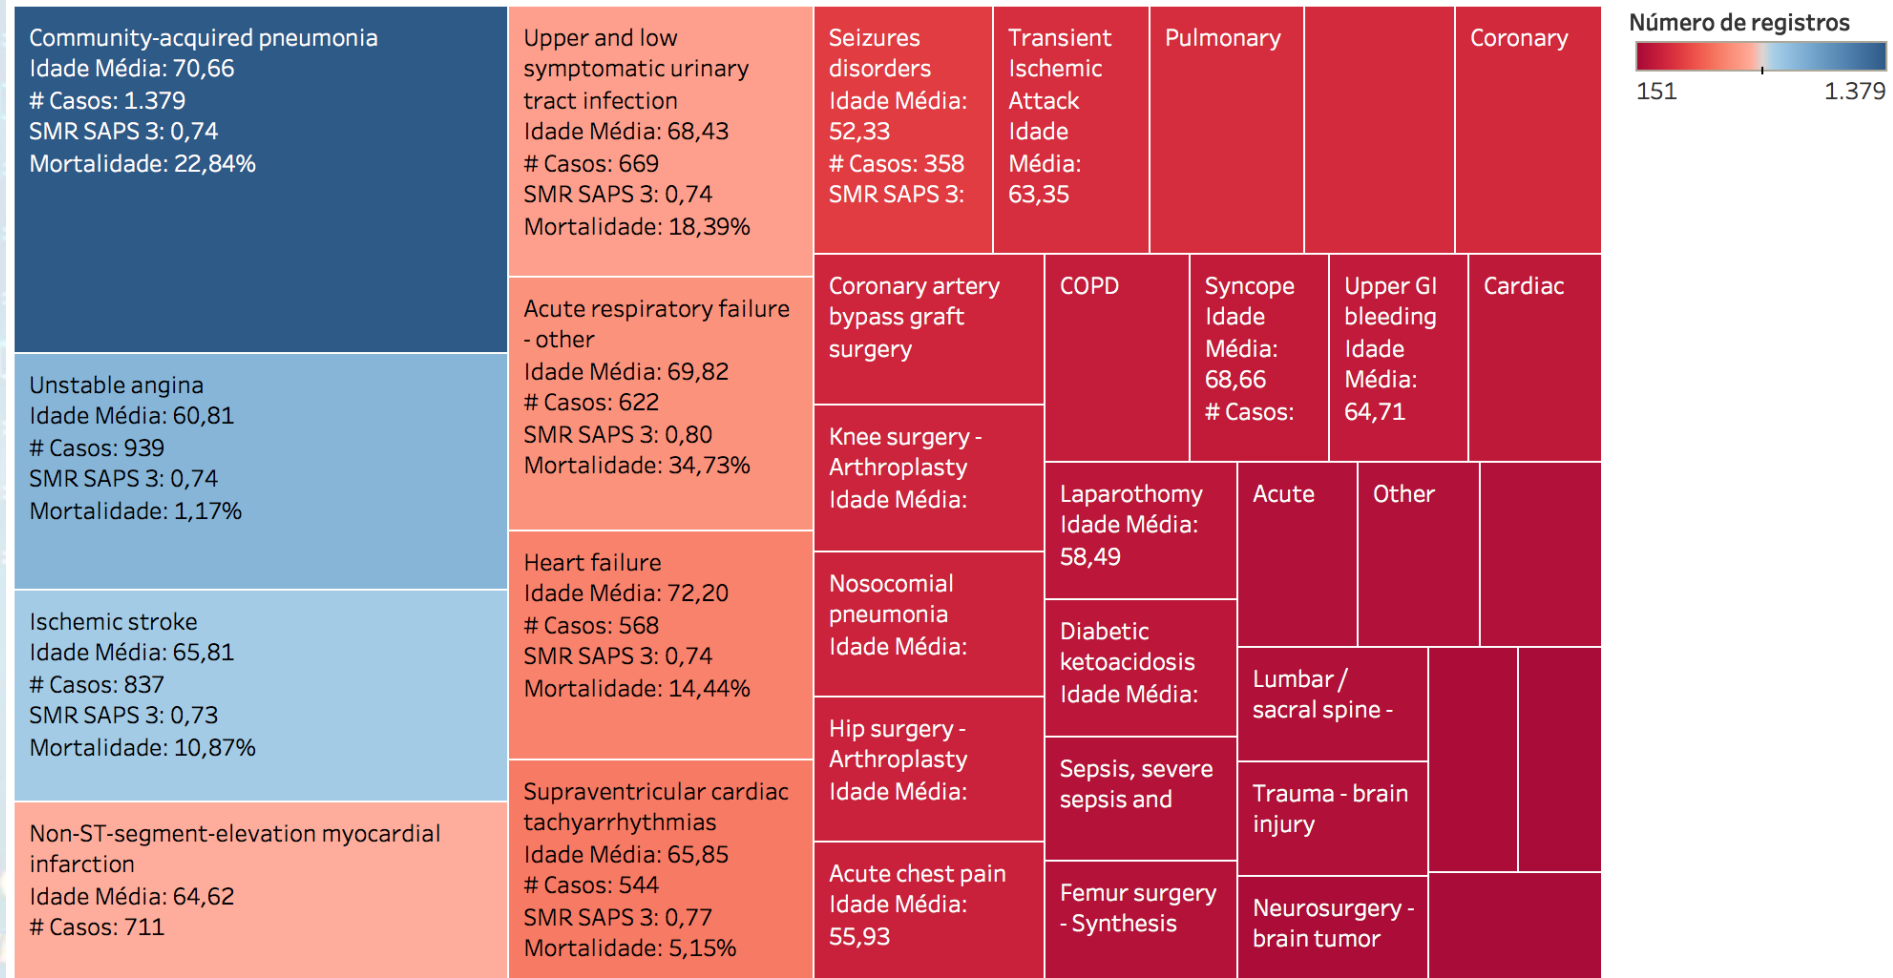 Community-acquired pneumonia
Idade Média: 70,66
# Casos: 1.379
SMR SAPS 3: 0,74
Mortalidade: 22,84%
Unstable angina
Idade Média: 60,81
# Casos: 939
SMR SAPS 3: 0,74
Mortalidade: 1,17%
Ischemic stroke
Idade Média: 65,81
# Casos: 837
SMR SAPS 3: 0,73
Mortalidade: 10,87%
Non-ST-segment-elevation myocardial
infarction
Idade Média: 64,62
# Casos: 711
Upper and low
symptomatic urinary
tract infection
Idade Média: 68,43
# Casos: 669
SMR SAPS 3: 0,74
Mortalidade: 18,39%
Acute respiratory failure
- other
Idade Média: 69,82
# Casos: 622
SMR SAPS 3: 0,80
Mortalidade: 34,73%
Heart failure
Idade Média: 72,20
# Casos: 568
SMR SAPS 3: 0,74
Mortalidade: 14,44%
Supraventricular cardiac
tachyarrhythmias
Idade Média: 65,85
# Casos: 544
SMR SAPS 3: 0,77
Mortalidade: 5,15%
Seizures
disorders
Idade Média:
52,33
# Casos: 358
SMR SAPS 3:
Transient
Ischemic
Attack
Idade
Média:
63,35
Pulmonary
Coronary
Coronary artery
bypass graft
surgery
Knee surgery -
Arthroplasty
Idade Média:
Nosocomial
pneumonia
Idade Média:
Hip surgery -
Arthroplasty
Idade Média:
Acute chest pain
Idade Média:
55,93
COPD
Syncope
Idade
Média:
68,66
# Casos:
Upper GI
bleeding
Idade
Média:
64,71
Cardiac
Laparothomy
Idade Média:
58,49
Diabetic
ketoacidosis
Idade Média:
Sepsis, severe
sepsis and
Femur surgery
- Synthesis
Acute
Other
Lumbar /
sacral spine -
Trauma - brain
injury
Neurosurgery -
brain tumor
Número de registros
151
1.379